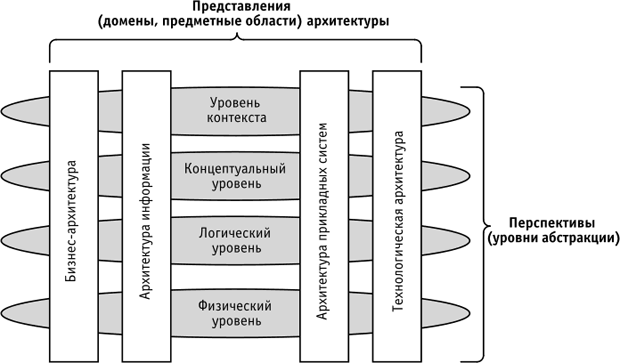 Представления
(домены, предметные области) архитектуры
Бизнес-архитектура
Архитектура информации
Уровень
контекста
Концептуальный
уровень
Логический
уровень
Физический
уровень
Архитектура прикладных систем
Технологическая архитектура
Перспективы
(уровни абстракции)